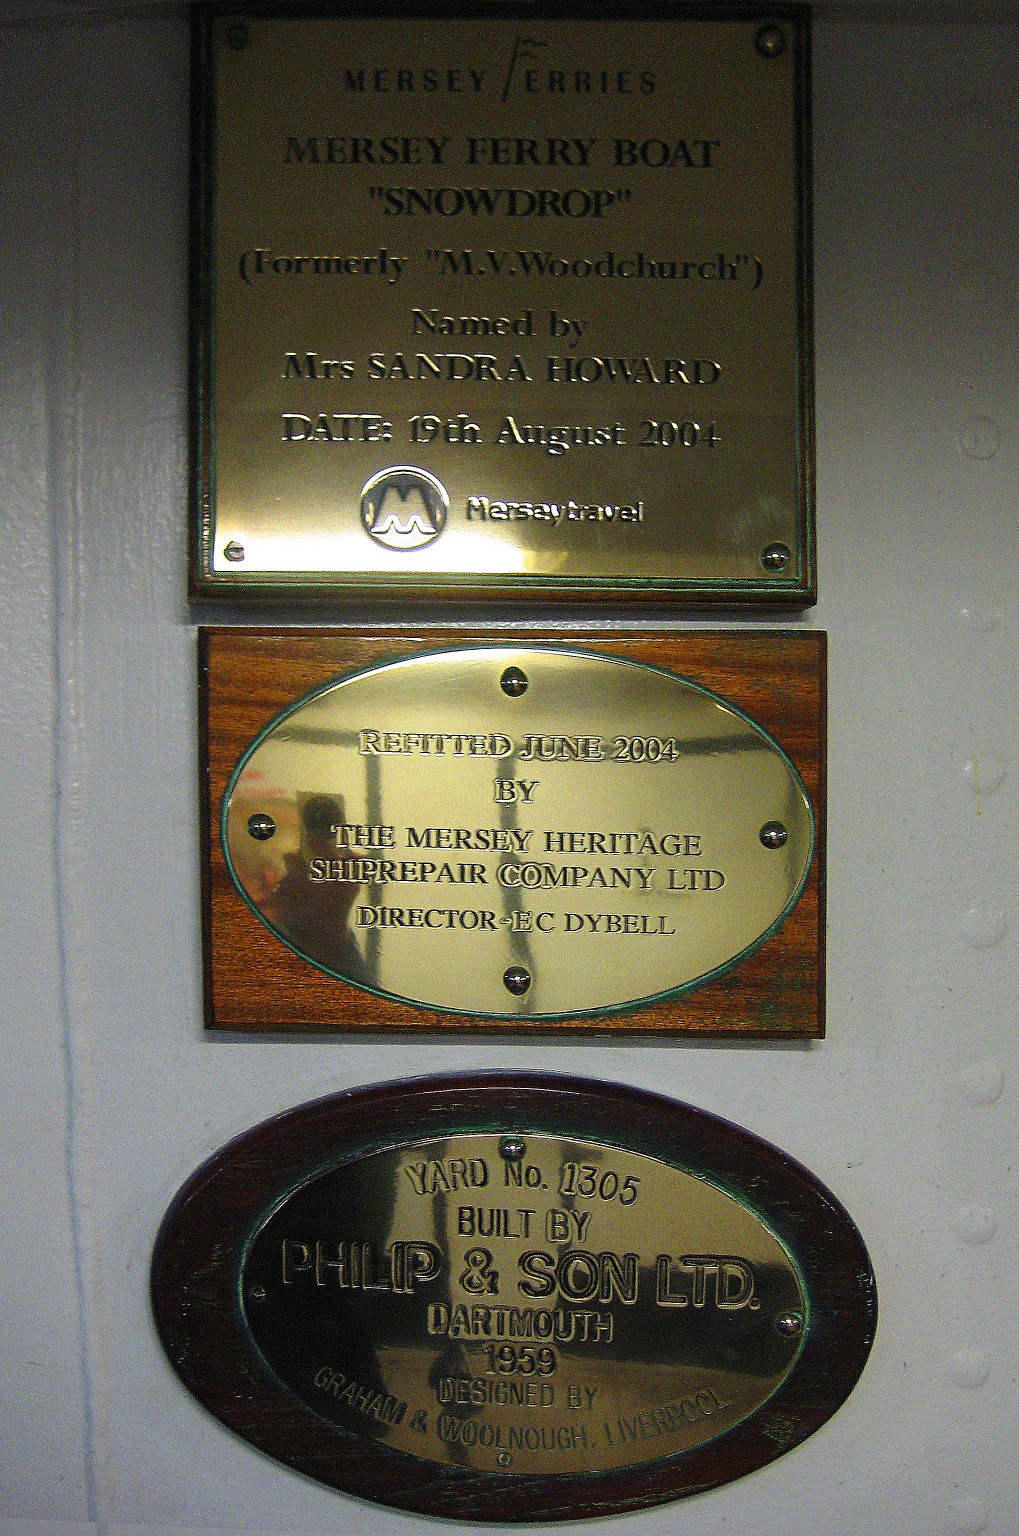 MERSEY FERRIES
MERSEY FERRY BOAT
"SNOWDROP"
(Formerly "M.V.Woodchurch")
Named by
Mrs SANDRA HOWARD
DATE: 19th August 2004
Merseytravel
REFITTED JUNE 2004
BY
THE MERSEY HERITAGE
SHIPREPAIR COMPANY LTD
DIRECTOR-E C DYBELL
YARD No. 1305
BUILT BY
PHILIP & SON LTD.
DARTMOUTH
1959
DESIGNED BY
GRAHAM & WOOLNOUGH, LIVERPOOL